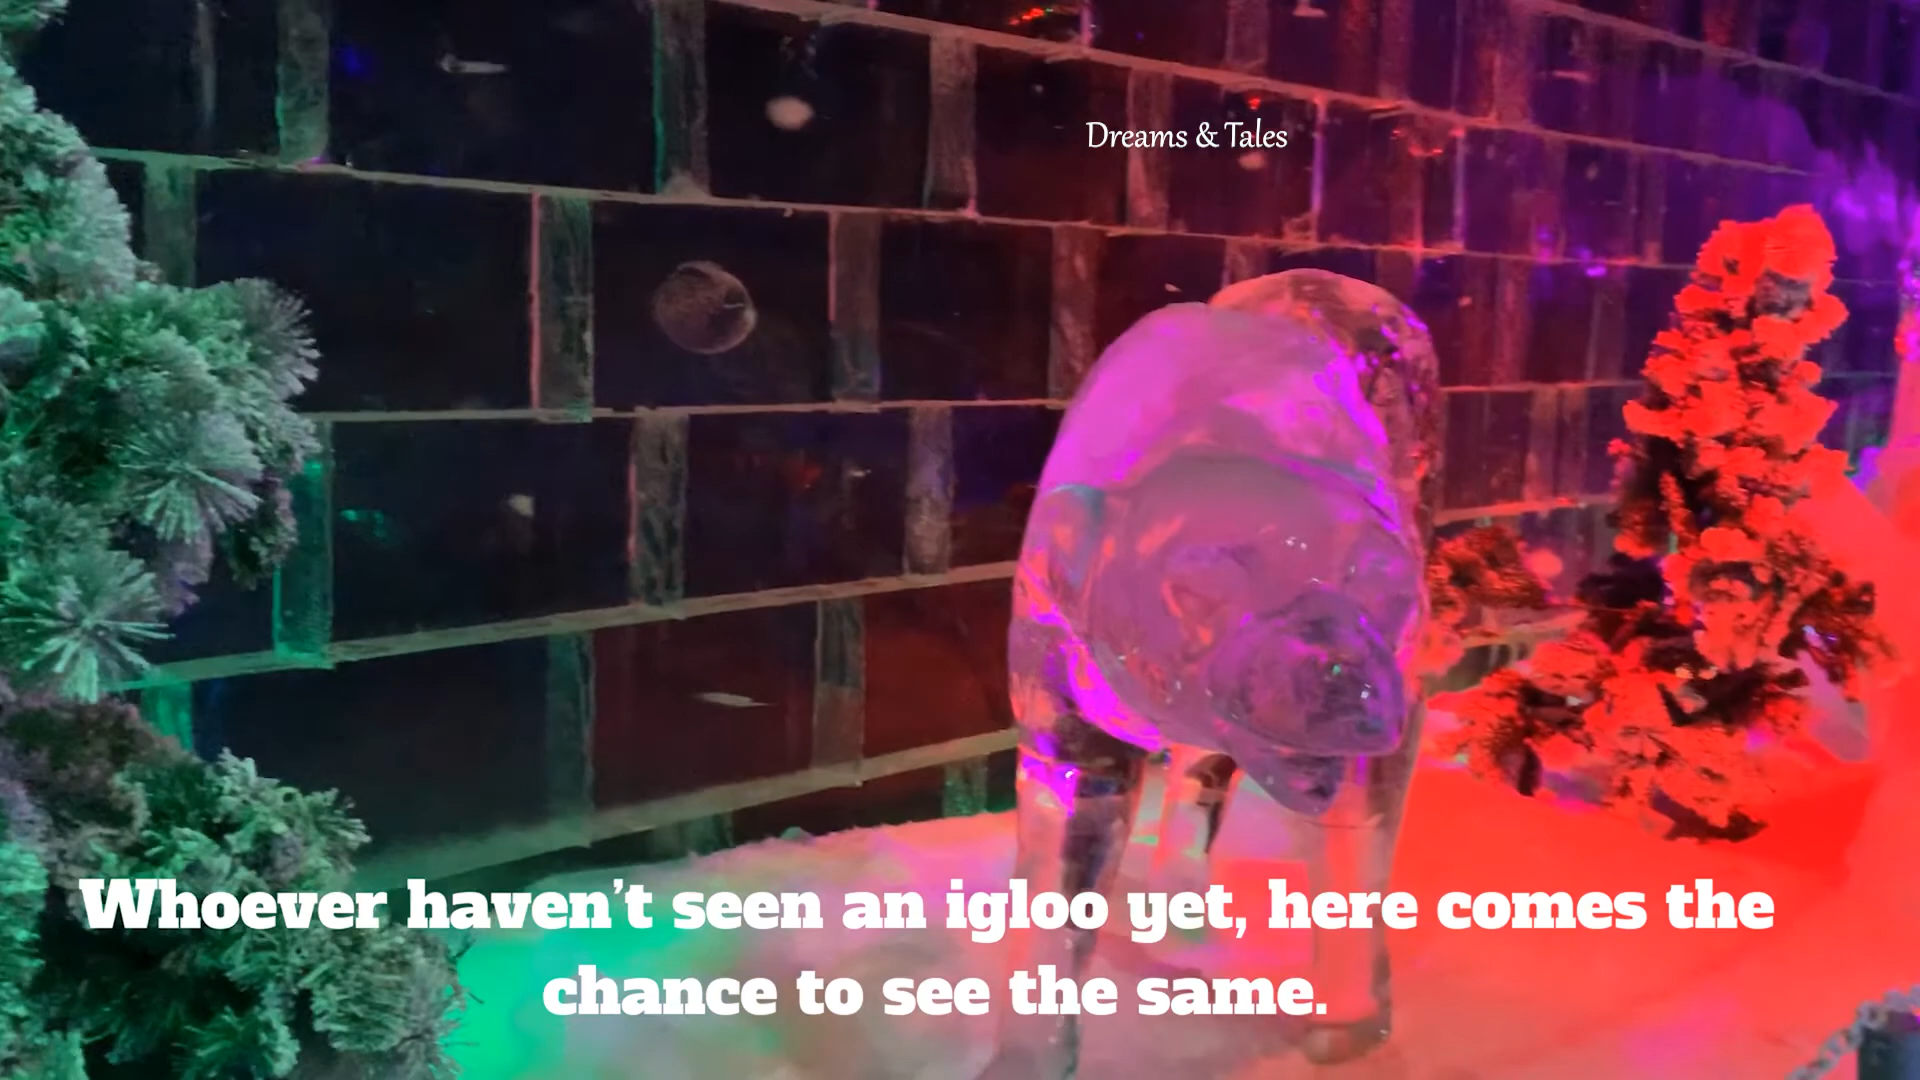 Dreams & Tales
Whoever haven't seen an igloo yet, here comes the
chance to see the same.